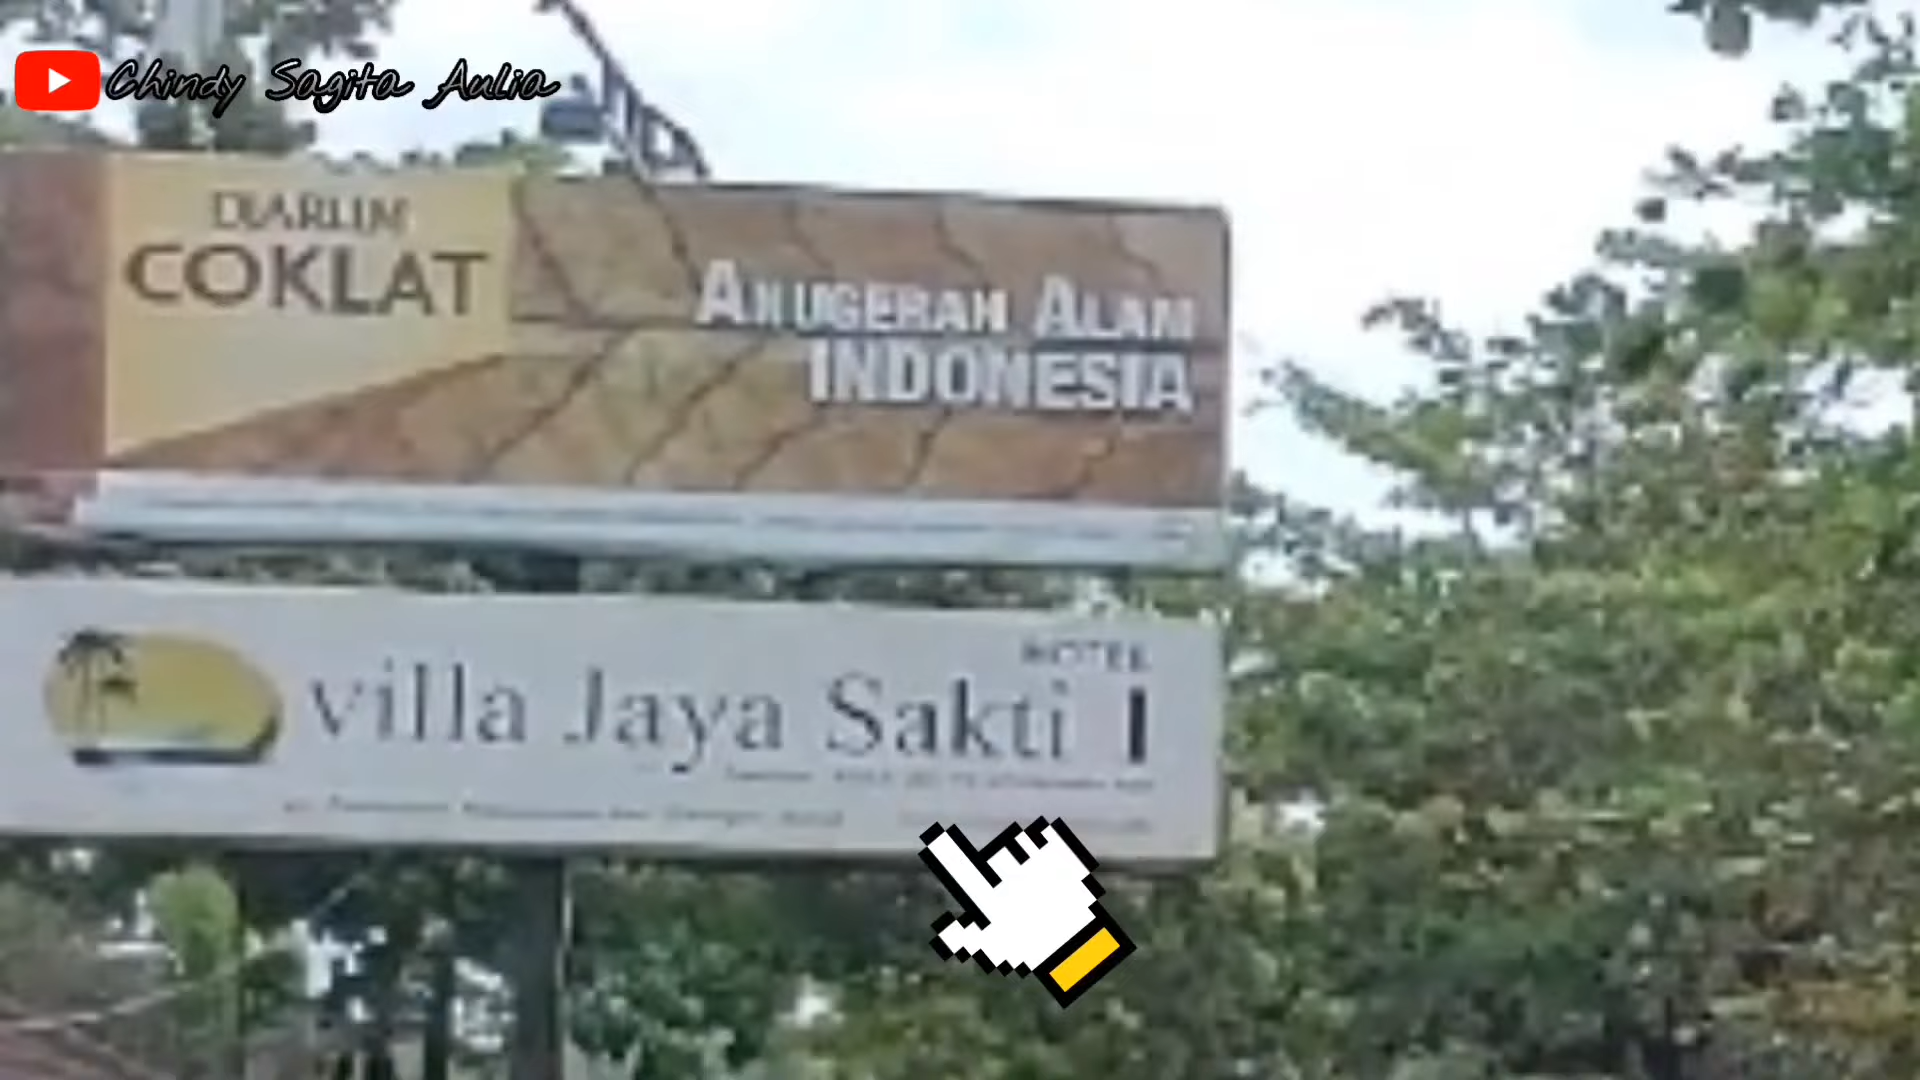 Chindy Sagita Aulia
DJARUM
COKLAT
ANUGERAH ALAM
INDONESIA
HOTEL
villa Jaya Sakti I